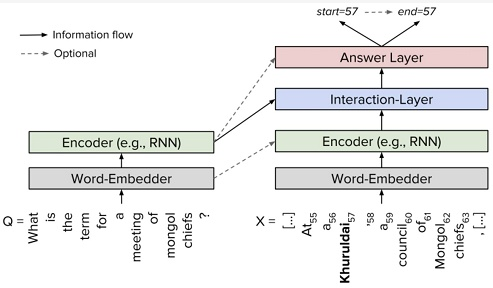 start=57 end=57
Information flow
Optional
Answer Layer
Interaction-Layer
Encoder (e.g., RNN)
Encoder (e.g., RNN)
Word-Embedder
Word-Embedder
Q = What is the term for a meeting of mongol chiefs ?
X = [...] At55 a56 Khuruldai57 '58 a59 council60 of61 Mongol62 chiefs63 , [...]